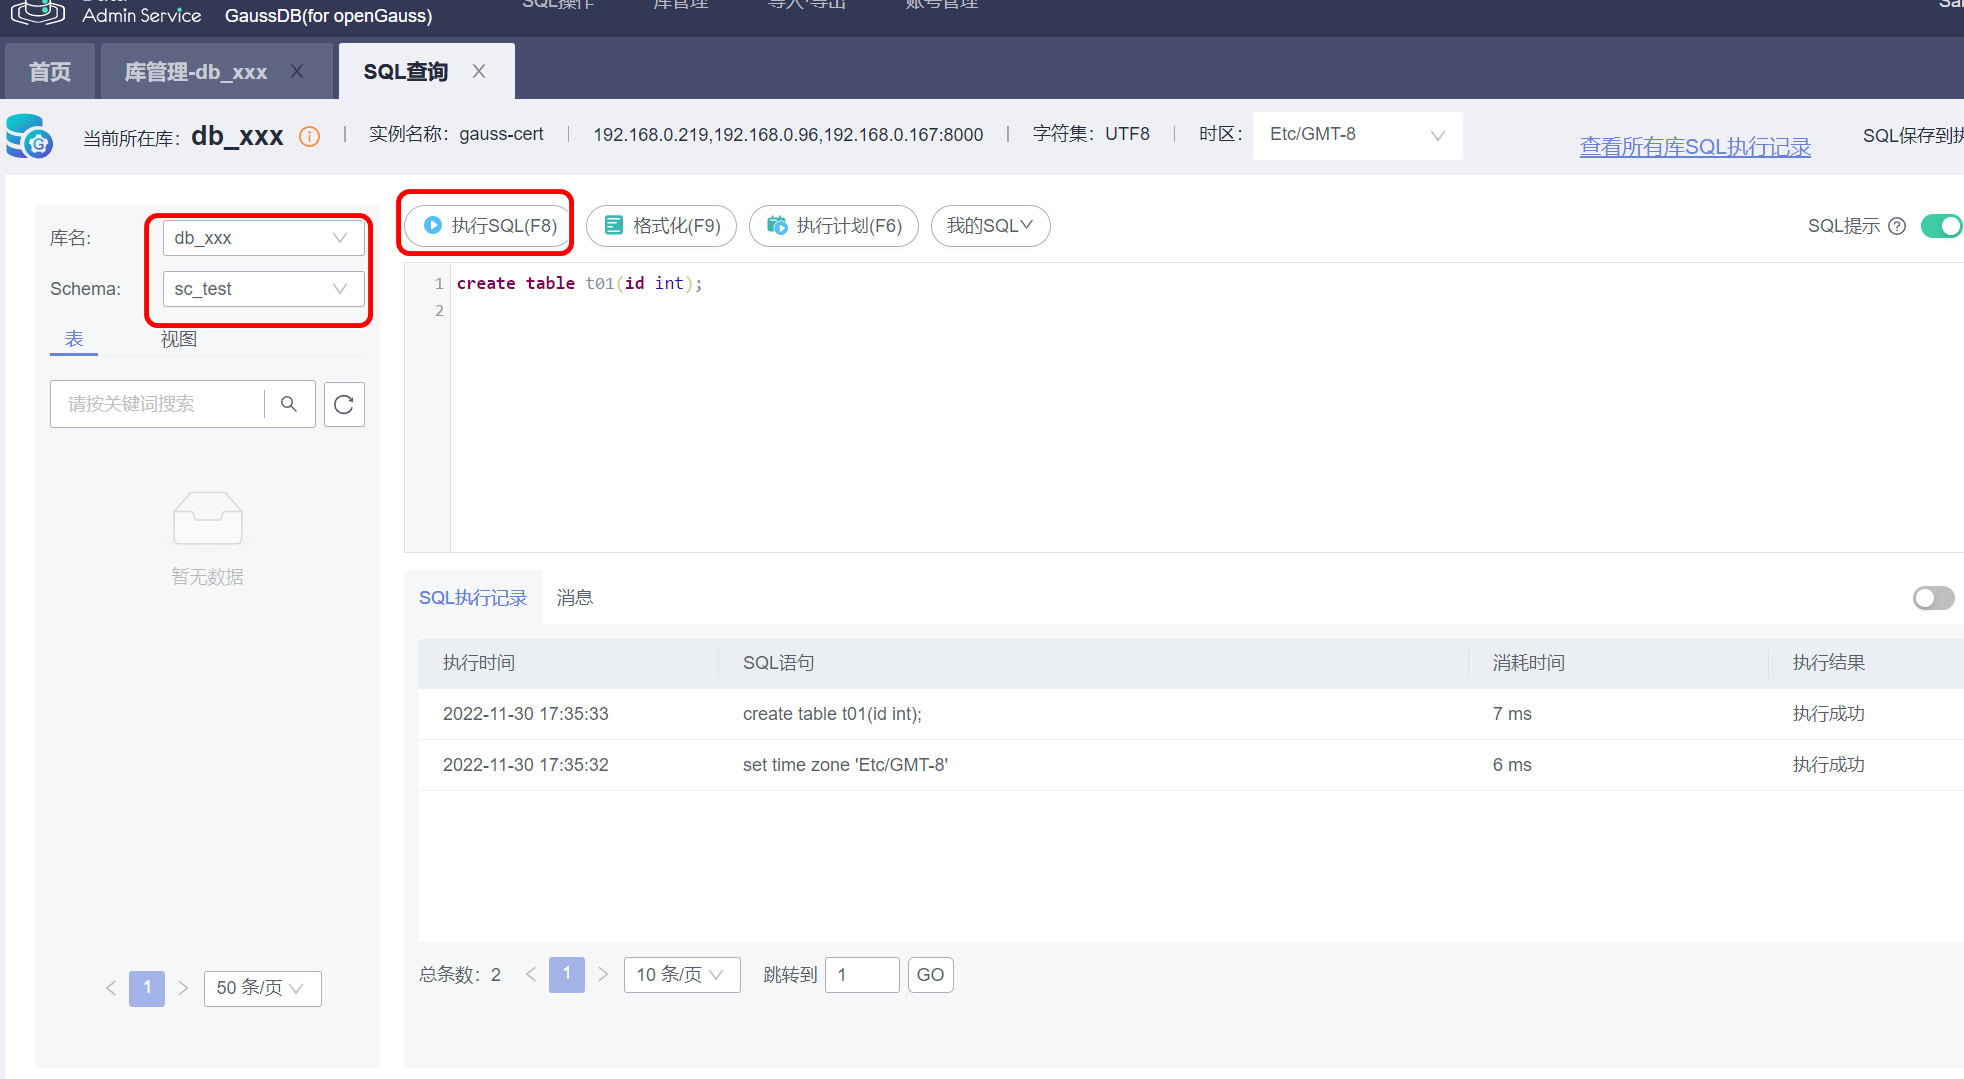 Admin Service GaussDB(for openGauss) SQL操作 库管理 导入·导出 账号管理
首页 库管理-db_xxx SQL查询
当前所在库: db_xxx 实例名称: gauss-cert 192.168.0.219,192.168.0.96,192.168.0.167:8000 字符集: UTF8 时区: Etc/GMT-8 查看所有库SQL执行记录 SQL保存到
库名: db_xxx
Schema: sc_test
表 视图
请按关键词搜索
暂无数据
1 50 条/页
执行SQL(F8) 格式化(F9) 执行计划(F6) 我的SQL SQL提示
1 create table t01(id int);
2
SQL执行记录 消息
执行时间 SQL语句 消耗时间 执行结果
2022-11-30 17:35:33 create table t01(id int); 7 ms 执行成功
2022-11-30 17:35:32 set time zone 'Etc/GMT-8' 6 ms 执行成功
总条数: 2 1 10 条/页 跳转到 1 GO